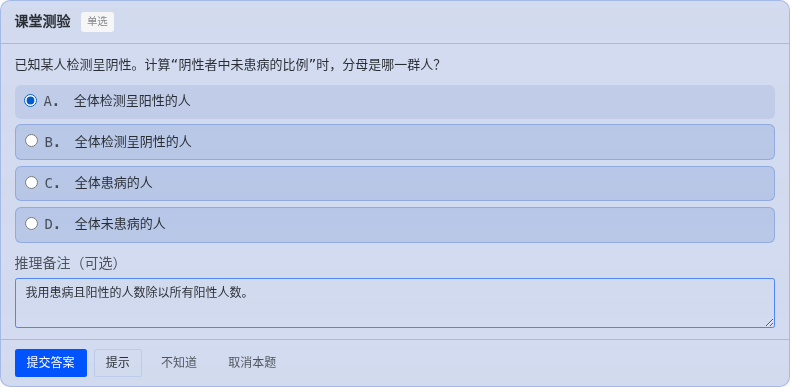 课堂测验 单选
已知某人检测呈阴性。计算“阴性者中未患病的比例”时，分母是哪一群人？
A. 全体检测呈阳性的人
B. 全体检测呈阴性的人
C. 全体患病的人
D. 全体未患病的人
推理备注（可选）
我用患病且阳性的人数除以所有阳性人数。
提交答案 提示 不知道 取消本题